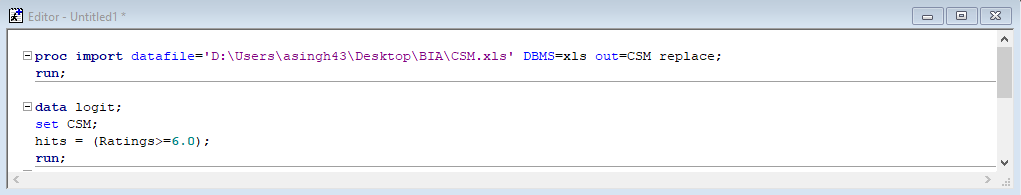 Editor - Untitled1 *
proc import datafile='D:\Users\asingh43\Desktop\BIA\CSM.xls' DBMS=xls out=CSM replace;
run;
data logit;
set CSM;
hits = (Ratings>=6.0);
run;